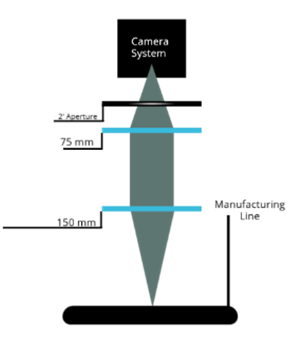 Camera
System
2' Aperture
75 mm
150 mm
Manufacturing
Line